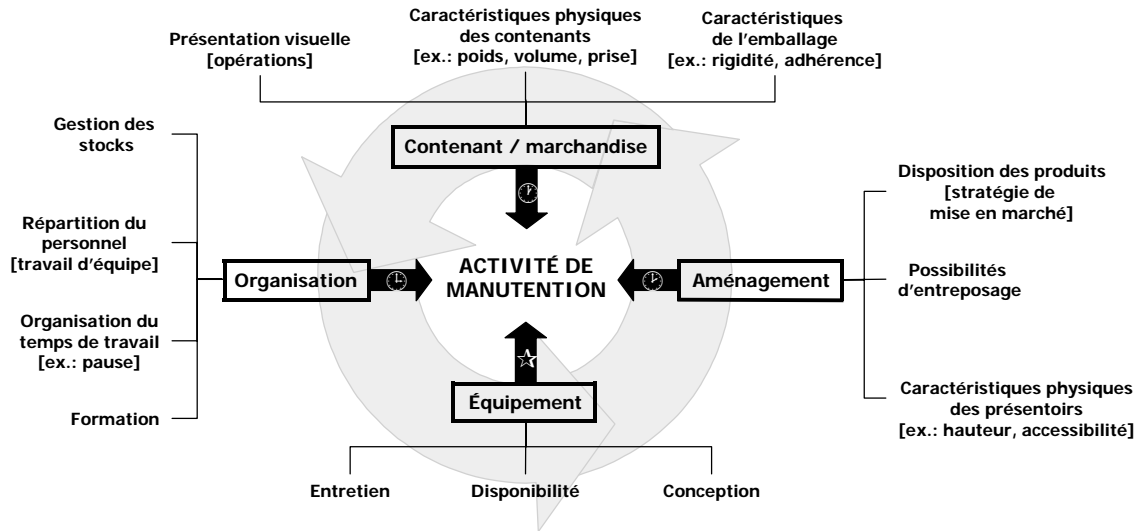 Présentation visuelle
[opérations]
Caractéristiques physiques
des contenants
[ex.: poids, volume, prise]
Caractéristiques
de l'emballage
[ex.: rigidité, adhérence]
Contenant / marchandise
Gestion des
stocks
Répartition du
personnel
[travail d'équipe]
Organisation du
temps de travail
[ex.: pause]
Formation
Organisation
ACTIVITÉ DE
MANUTENTION
Aménagement
Disposition des produits
[stratégie de
mise en marché]
Possibilités
d'entreposage
Caractéristiques physiques
des présentoirs
[ex.: hauteur, accessibilité]
Équipement
Entretien
Disponibilité
Conception